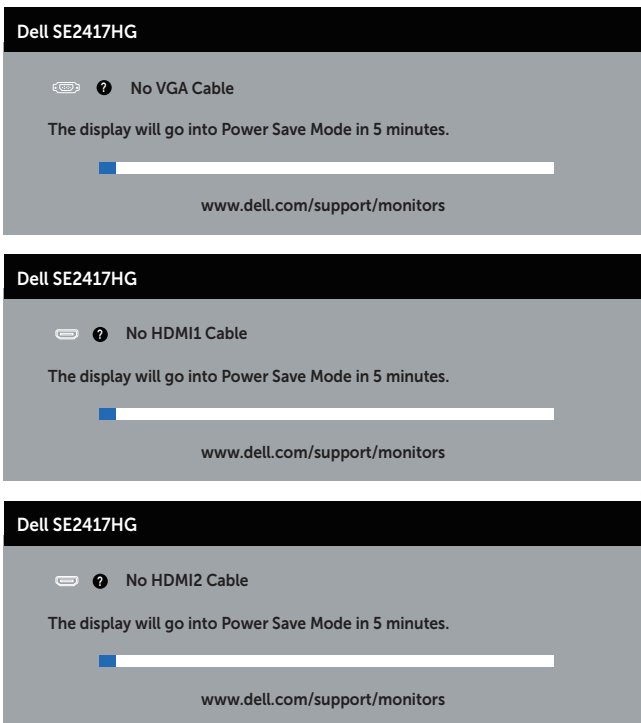 Dell SE2417HG
? No VGA Cable
The display will go into Power Save Mode in 5 minutes.
www.dell.com/support/monitors
Dell SE2417HG
? No HDMI1 Cable
The display will go into Power Save Mode in 5 minutes.
www.dell.com/support/monitors
Dell SE2417HG
? No HDMI2 Cable
The display will go into Power Save Mode in 5 minutes.
www.dell.com/support/monitors